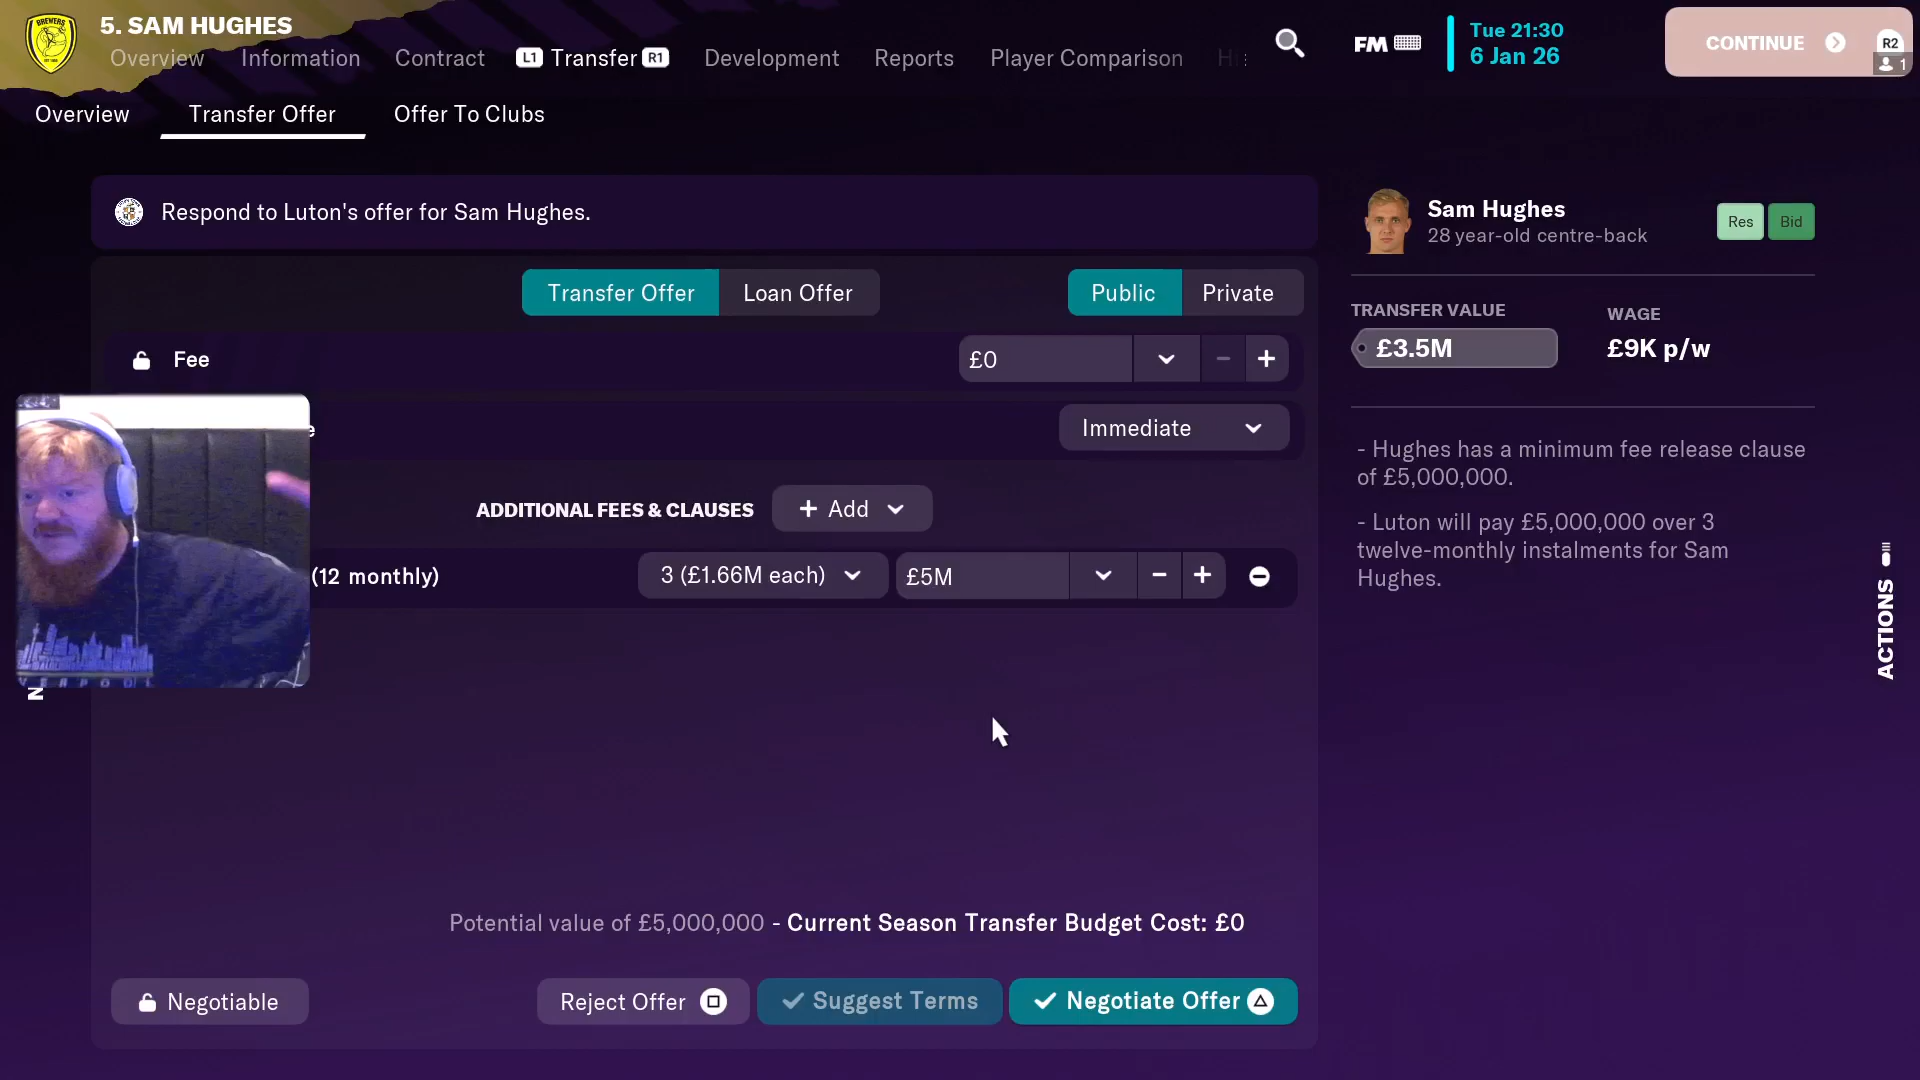 BREWERS
5. SAM HUGHES
Overview
Information
Contract
L1 Transfer R1
Development
Reports
Player Comparison
FM
Tue 21:30
6 Jan 26
CONTINUE
R2
1
Overview
Transfer Offer
Offer To Clubs
Respond to Luton's offer for Sam Hughes.
Transfer Offer
Loan Offer
Public
Private
Fee
£0
e
Immediate
ADDITIONAL FEES & CLAUSES
+ Add
(12 monthly)
3 (£1.66M each)
£5M
Potential value of £5,000,000 - Current Season Transfer Budget Cost: £0
Negotiable
Reject Offer
Suggest Terms
Negotiate Offer
Sam Hughes
28 year-old centre-back
Res
Bid
TRANSFER VALUE
£3.5M
WAGE
£9K p/w
- Hughes has a minimum fee release clause
of £5,000,000.
- Luton will pay £5,000,000 over 3
twelve-monthly instalments for Sam
Hughes.
ACTIONS
N